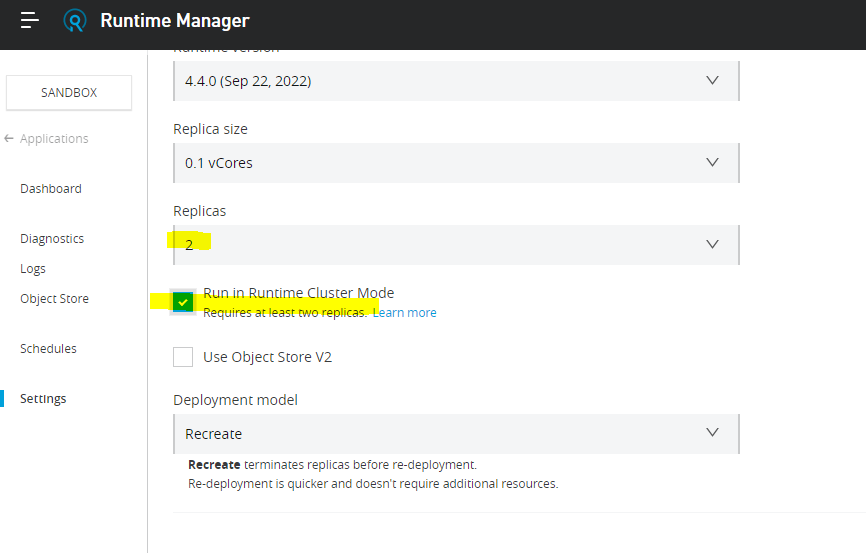 Runtime Manager
Runtime version
4.4.0 (Sep 22, 2022)
SANDBOX
Applications
Replica size
0.1 vCores
Dashboard
Replicas
Diagnostics
2
Logs
Run in Runtime Cluster Mode
Object Store
Requires at least two replicas. Learn more
Schedules
Use Object Store V2
Settings
Deployment model
Recreate
Recreate terminates replicas before re-deployment.
Re-deployment is quicker and doesn't require additional resources.